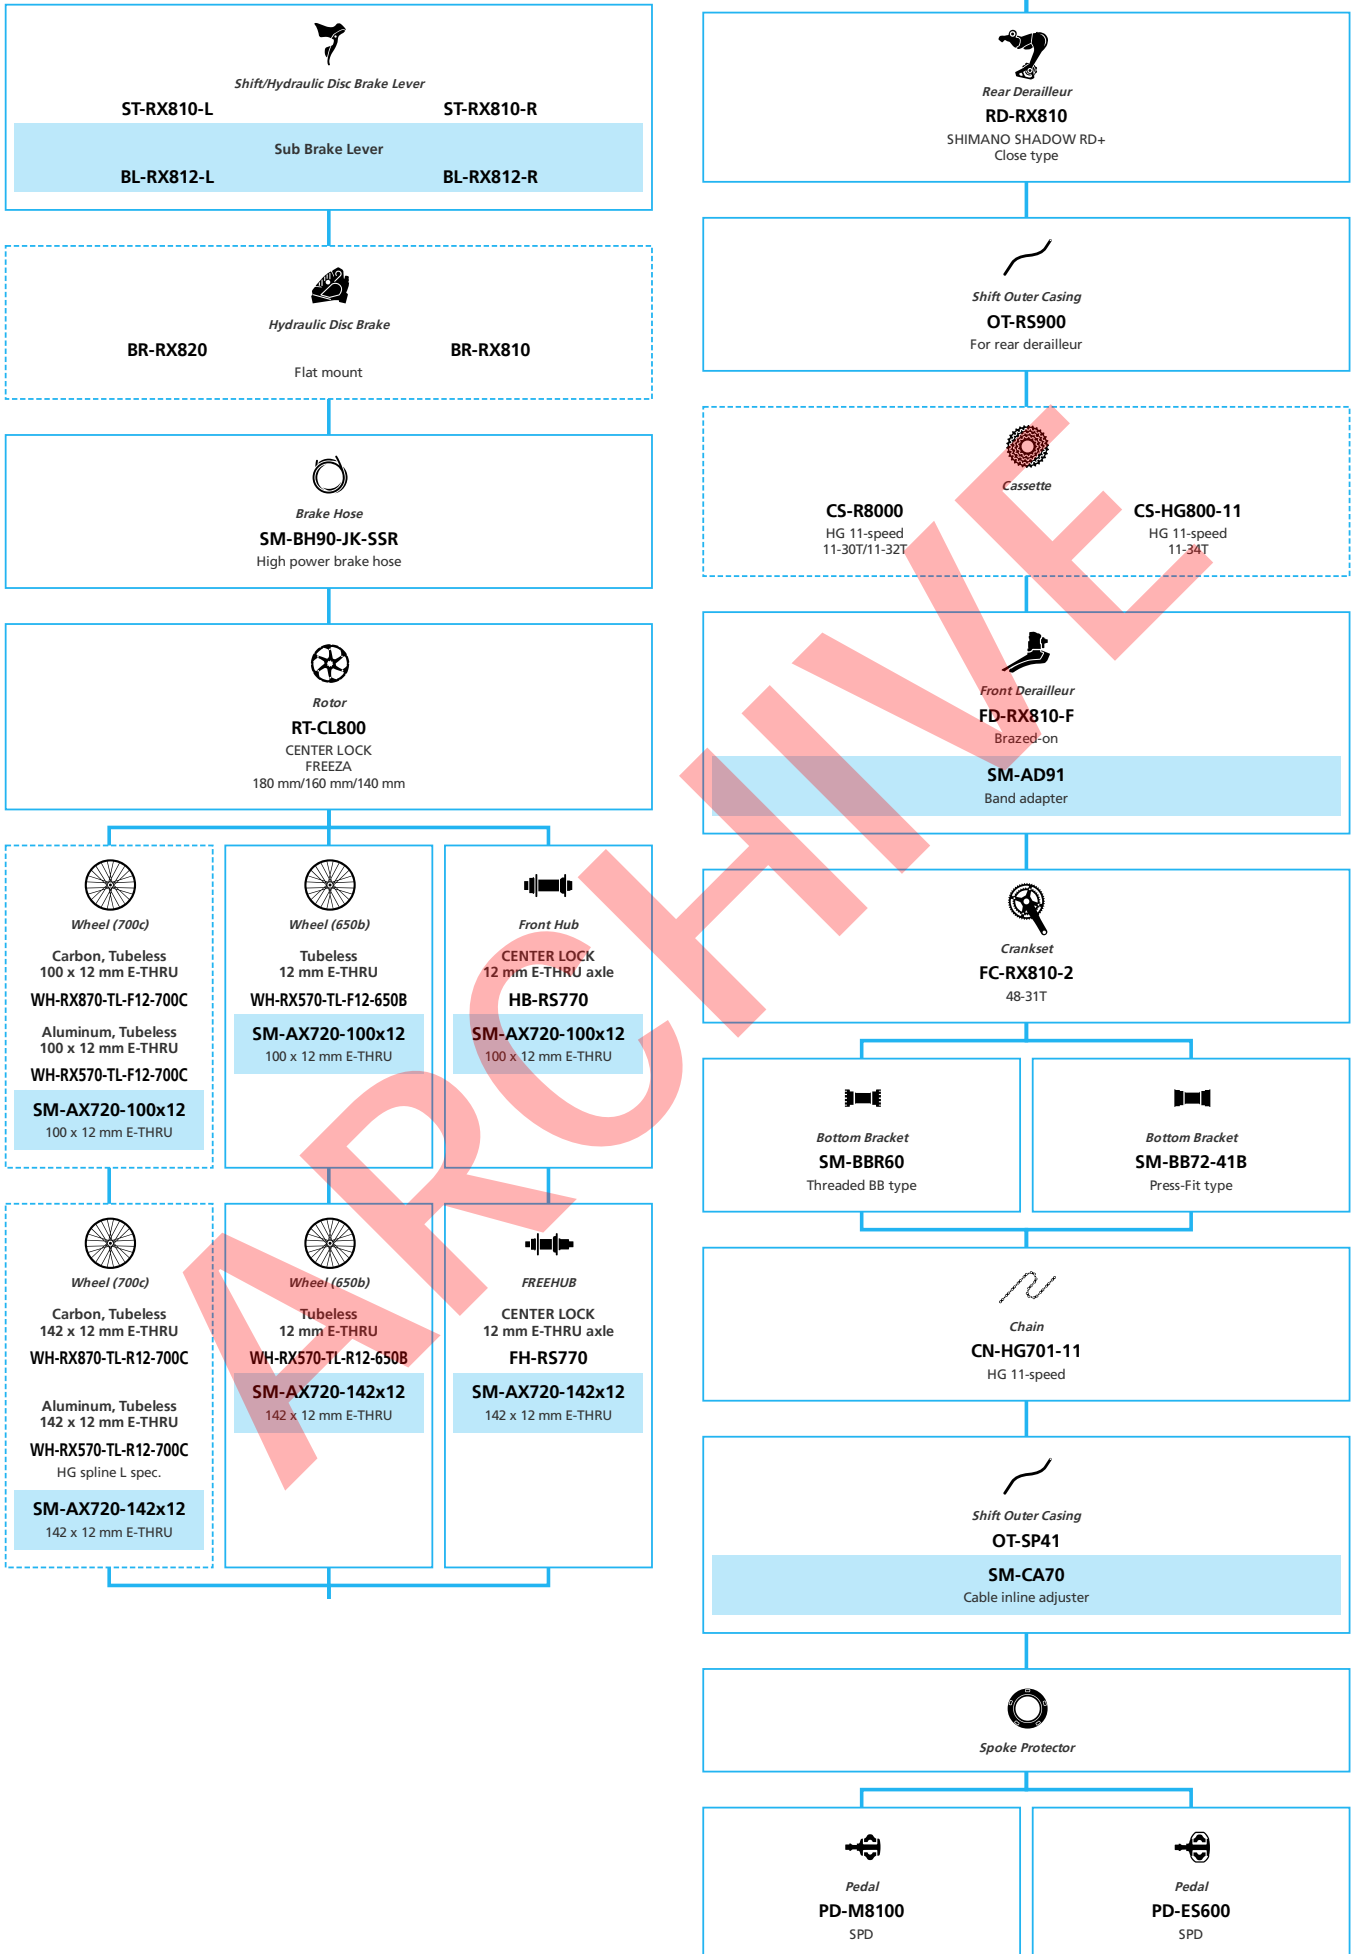 Shift/Hydraulic Disc Brake Lever
ST-RX810-L ST-RX810-R
Sub Brake Lever
BL-RX812-L BL-RX812-R
Hydraulic Disc Brake
BR-RX820 BR-RX810
Flat mount
Brake Hose
SM-BH90-JK-SSR
High power brake hose
Rotor
RT-CL800
CENTER LOCK
FREEZA
180 mm/160 mm/140 mm
Wheel (700c)
Carbon, Tubeless
100 x 12 mm E-THRU
WH-RX870-TL-F12-700C
Aluminum, Tubeless
100 x 12 mm E-THRU
WH-RX570-TL-F12-700C
SM-AX720-100x12
100 x 12 mm E-THRU
Wheel (650b)
Tubeless
12 mm E-THRU
WH-RX570-TL-F12-650B
SM-AX720-100x12
100 x 12 mm E-THRU
Front Hub
CENTER LOCK
12 mm E-THRU axle
HB-RS770
SM-AX720-100x12
100 x 12 mm E-THRU
Wheel (700c)
Carbon, Tubeless
142 x 12 mm E-THRU
WH-RX870-TL-R12-700C
Aluminum, Tubeless
142 x 12 mm E-THRU
WH-RX570-TL-R12-700C
HG spline L spec.
SM-AX720-142x12
142 x 12 mm E-THRU
Wheel (650b)
Tubeless
12 mm E-THRU
WH-RX570-TL-R12-650B
SM-AX720-142x12
142 x 12 mm E-THRU
FREEHUB
CENTER LOCK
12 mm E-THRU axle
FH-RS770
SM-AX720-142x12
142 x 12 mm E-THRU
Rear Derailleur
RD-RX810
SHIMANO SHADOW RD+
Close type
Shift Outer Casing
OT-RS900
For rear derailleur
Cassette
CS-R8000
HG 11-speed
11-30T/11-32T
CS-HG800-11
HG 11-speed
11-34T
Front Derailleur
FD-RX810-F
Brazed-on
SM-AD91
Band adapter
Crankset
FC-RX810-2
48-31T
Bottom Bracket
SM-BBR60
Threaded BB type
Bottom Bracket
SM-BB72-41B
Press-Fit type
Chain
CN-HG701-11
HG 11-speed
Shift Outer Casing
OT-SP41
SM-CA70
Cable inline adjuster
Spoke Protector
Pedal
PD-M8100
SPD
Pedal
PD-ES600
SPD
ARCHIVE